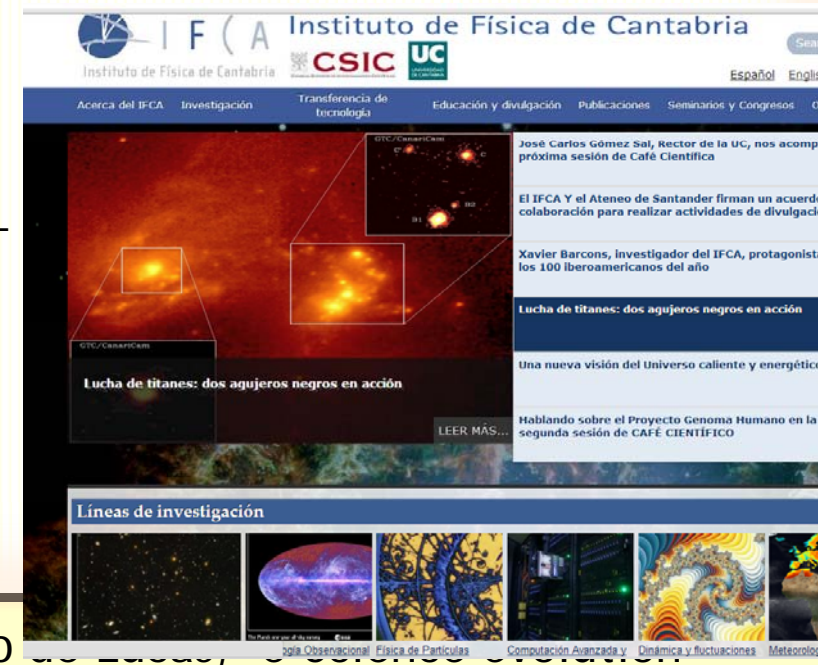 Instituto de Física de Cantabria
IF(A
Instituto de Física de Cantabria
CSIC
UC
Español
Acerca del IFCA Investigación Transferencia de tecnología Educación y divulgación Publicaciones Seminarios y Congresos
GTC/CanariCam
C
B2
B1
GTC/CanariCam
Lucha de titanes: dos agujeros negros en acción
LEER MÁS...
José Carlos Gómez Sal, Rector de la UC, nos
próxima sesión de Café Científica
El IFCA Y el Ateneo de Santander firman un
colaboración para realizar actividades de
Xavier Barcons, investigador del IFCA,
los 100 iberoamericanos del año
Lucha de titanes: dos agujeros negros en acción
Una nueva visión del Universo caliente y
Hablando sobre el Proyecto Genoma Humano en la
segunda sesión de CAFÉ CIENTÍFICO
Líneas de investigación
Observacional Física de Partículas Computación Avanzada y Dinámica y fluctuaciones